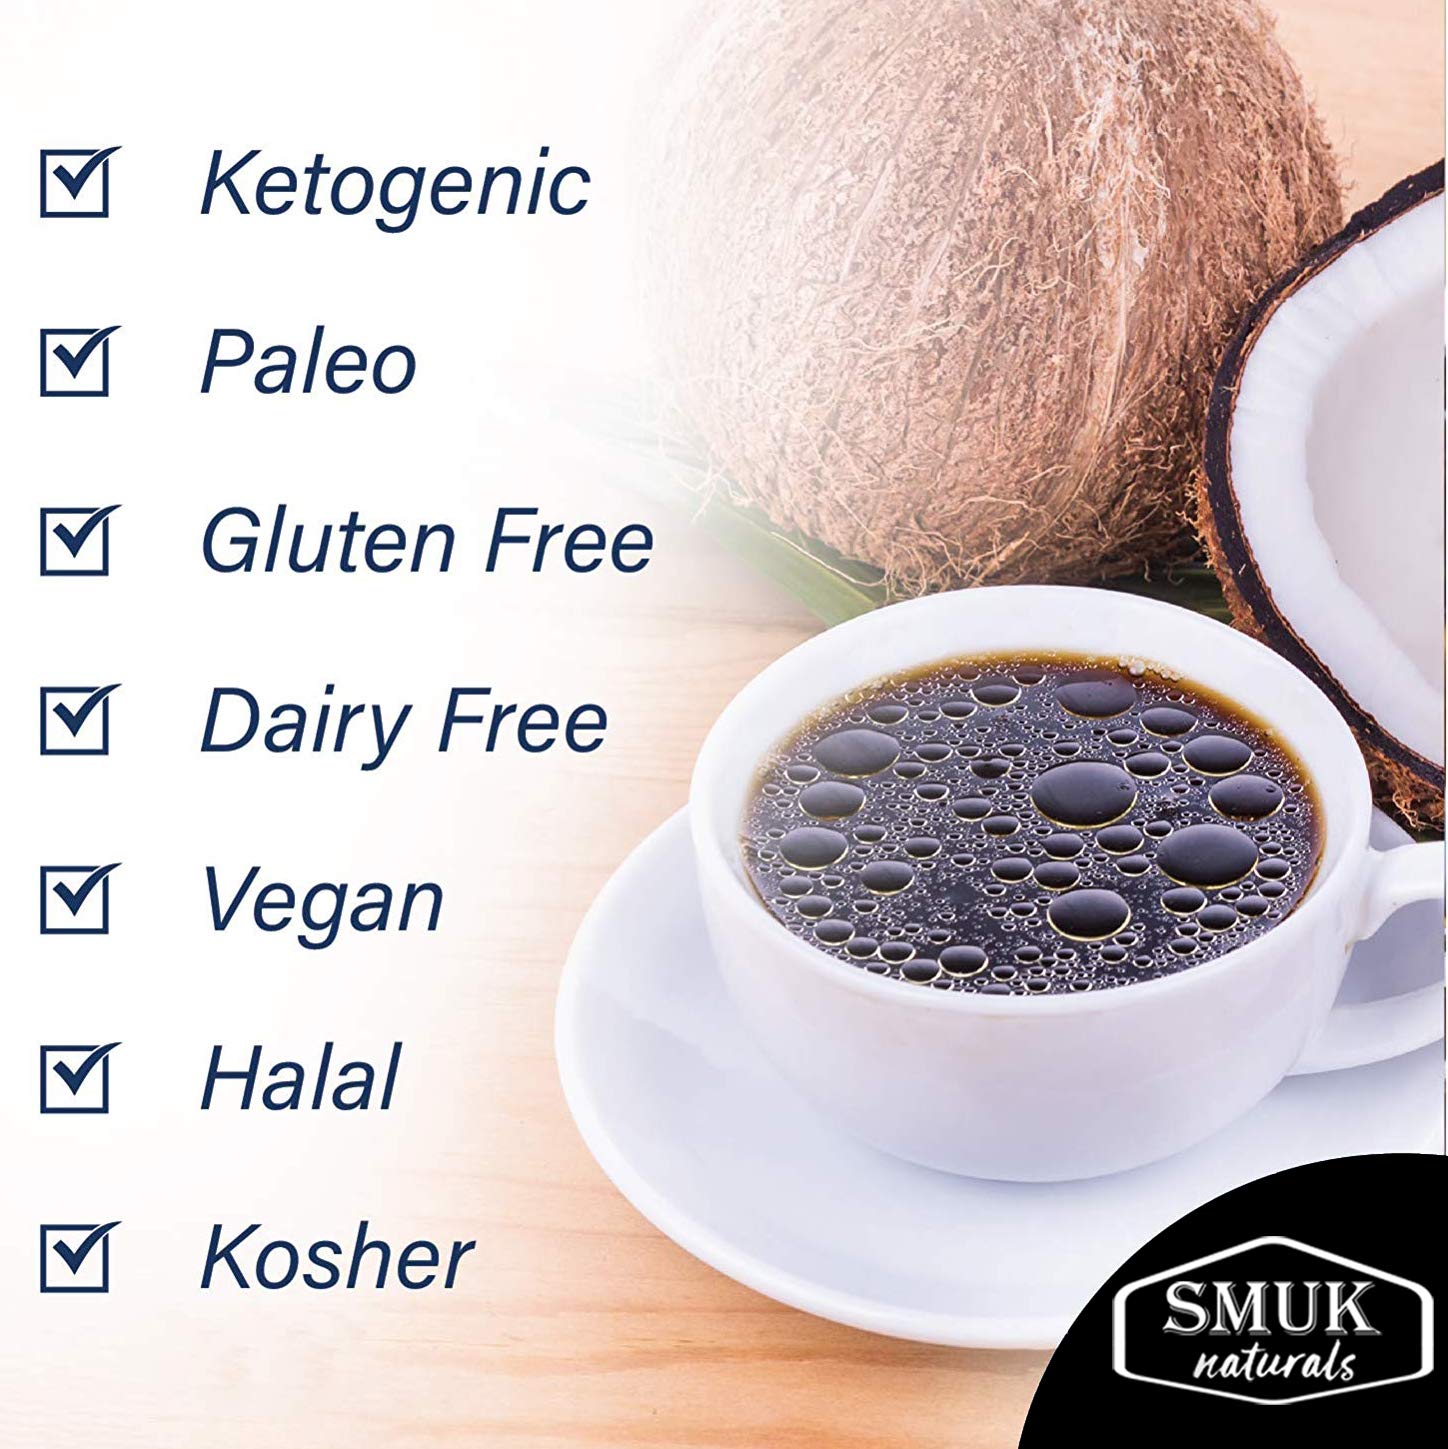 Ketogenic
Paleo
Gluten Free
Dairy Free
Vegan
Halal
Kosher
SMUK
naturals